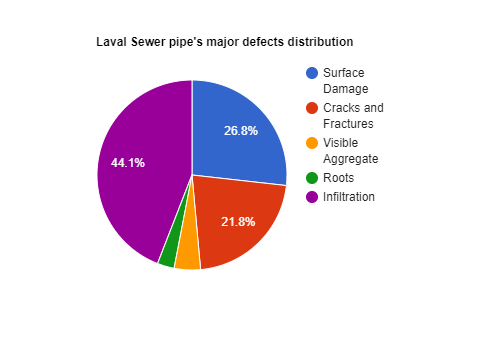 Laval Sewer pipe's major defects distribution
Surface
Damage
Cracks and
Fractures
Visible
Aggregate
Roots
Infiltration
26.8%
44.1%
21.8%